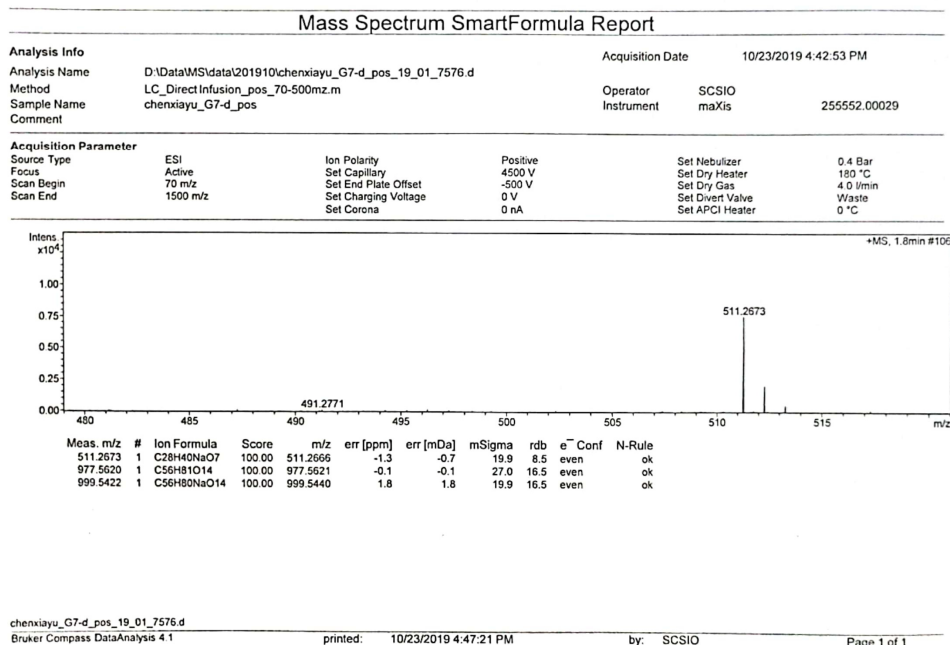 Mass Spectrum SmartFormula Report
Analysis Info
Acquisition Date 10/23/2019 4:42:53 PM
Analysis Name D:\Data\MS\data\201910\chenxiayu_G7-d_pos_19_01_7576.d
Method LC_Direct Infusion_pos_70-500mz.m
Operator SCSIO
Sample Name chenxiayu_G7-d_pos
Instrument maXis 255552.00029
Comment
Acquisition Parameter
Source Type ESI Ion Polarity Positive Set Nebulizer 0.4 Bar
Focus Active Set Capillary 4500 V Set Dry Heater 180 °C
Scan Begin 70 m/z Set End Plate Offset -500 V Set Dry Gas 4.0 l/min
Scan End 1500 m/z Set Charging Voltage 0 V Set Divert Valve Waste
Set Corona 0 nA Set APCI Heater 0 °C
Intens.
x10⁴
+MS, 1.8min #106
1.00
0.75
0.50
0.25
0.00
511.2673
491.2771
480 485 490 495 500 505 510 515 m/z
Meas. m/z # Ion Formula Score m/z err [ppm] err [mDa] mSigma rdb e⁻ Conf N-Rule
511.2673 1 C28H40NaO7 100.00 511.2666 -1.3 -0.7 19.9 8.5 even ok
977.5620 1 C56H81O14 100.00 977.5621 -0.1 -0.1 27.0 16.5 even ok
999.5422 1 C56H80NaO14 100.00 999.5440 1.8 1.8 19.9 16.5 even ok
chenxiayu_G7-d_pos_19_01_7576.d
Bruker Compass DataAnalysis 4.1 printed: 10/23/2019 4:47:21 PM by: SCSIO Page 1 of 1